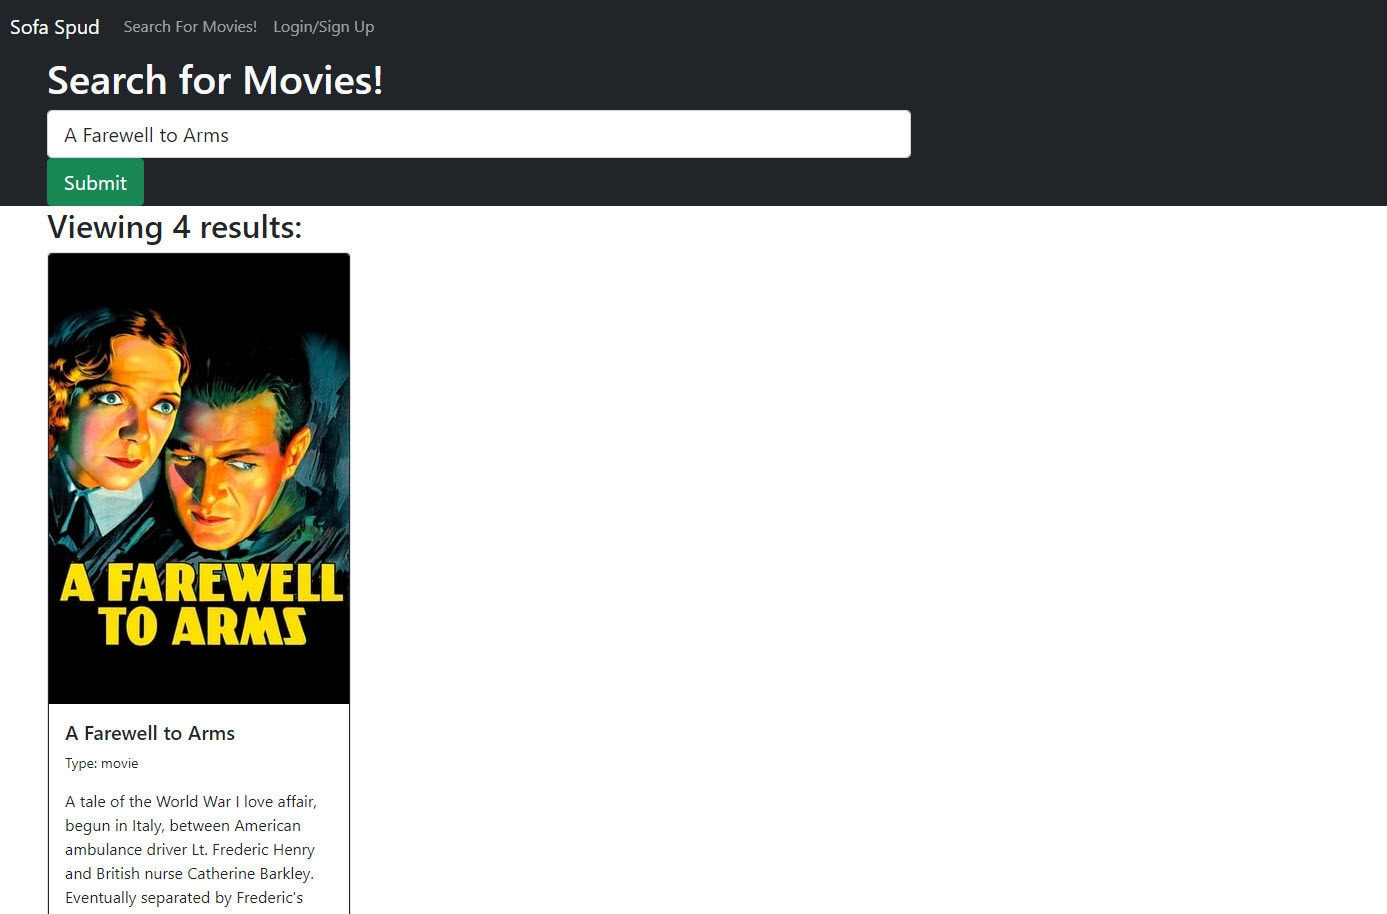 Sofa Spud Search For Movies! Login/Sign Up
Search for Movies!
A Farewell to Arms
Submit
Viewing 4 results:
A FAREWELL
TO ARMS
A Farewell to Arms
Type: movie
A tale of the World War I love affair,
begun in Italy, between American
ambulance driver Lt. Frederic Henry
and British nurse Catherine Barkley.
Eventually separated by Frederic's